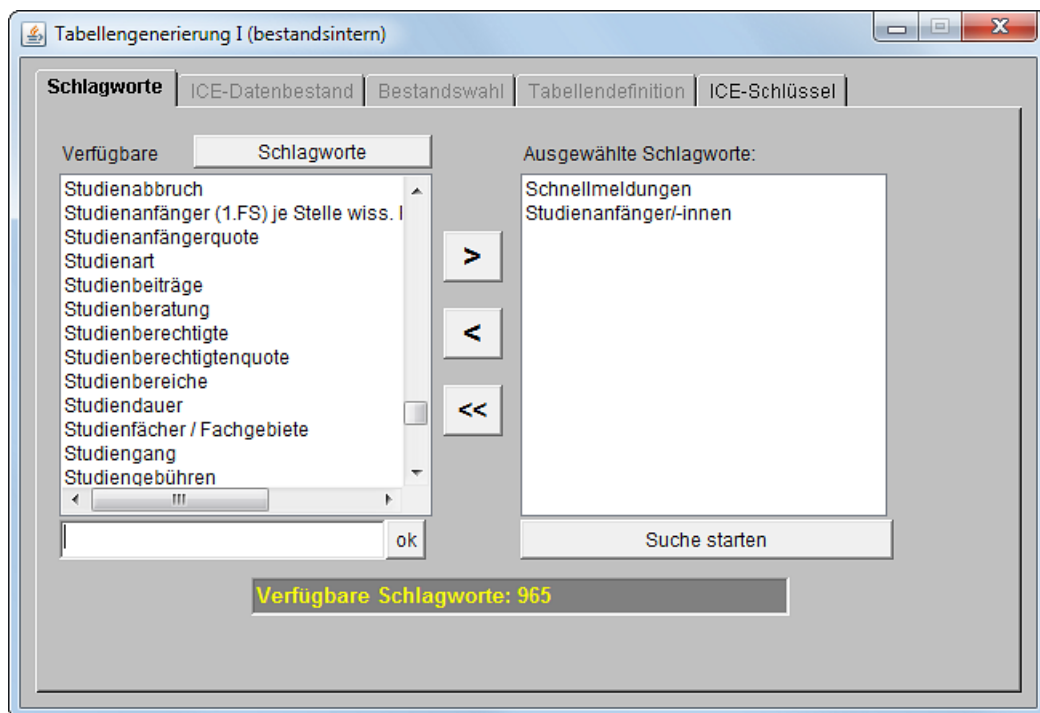 Tabellengenerierung I (bestandsintern)
Schlagworte ICE-Datenbestand Bestandswahl Tabellendefinition ICE-Schlüssel
Verfügbare Schlagworte
Studienabbruch
Studienanfänger (1.FS) je Stelle wiss.
Studienanfängerquote
Studienart
Studienbeiträge
Studienberatung
Studienberechtigte
Studienberechtigtenquote
Studienbereiche
Studiendauer
Studienfächer / Fachgebiete
Studiengang
Studiengebühren
ok
>
<
<<
Ausgewählte Schlagworte:
Schnellmeldungen
Studienanfänger/-innen
Suche starten
Verfügbare Schlagworte: 965